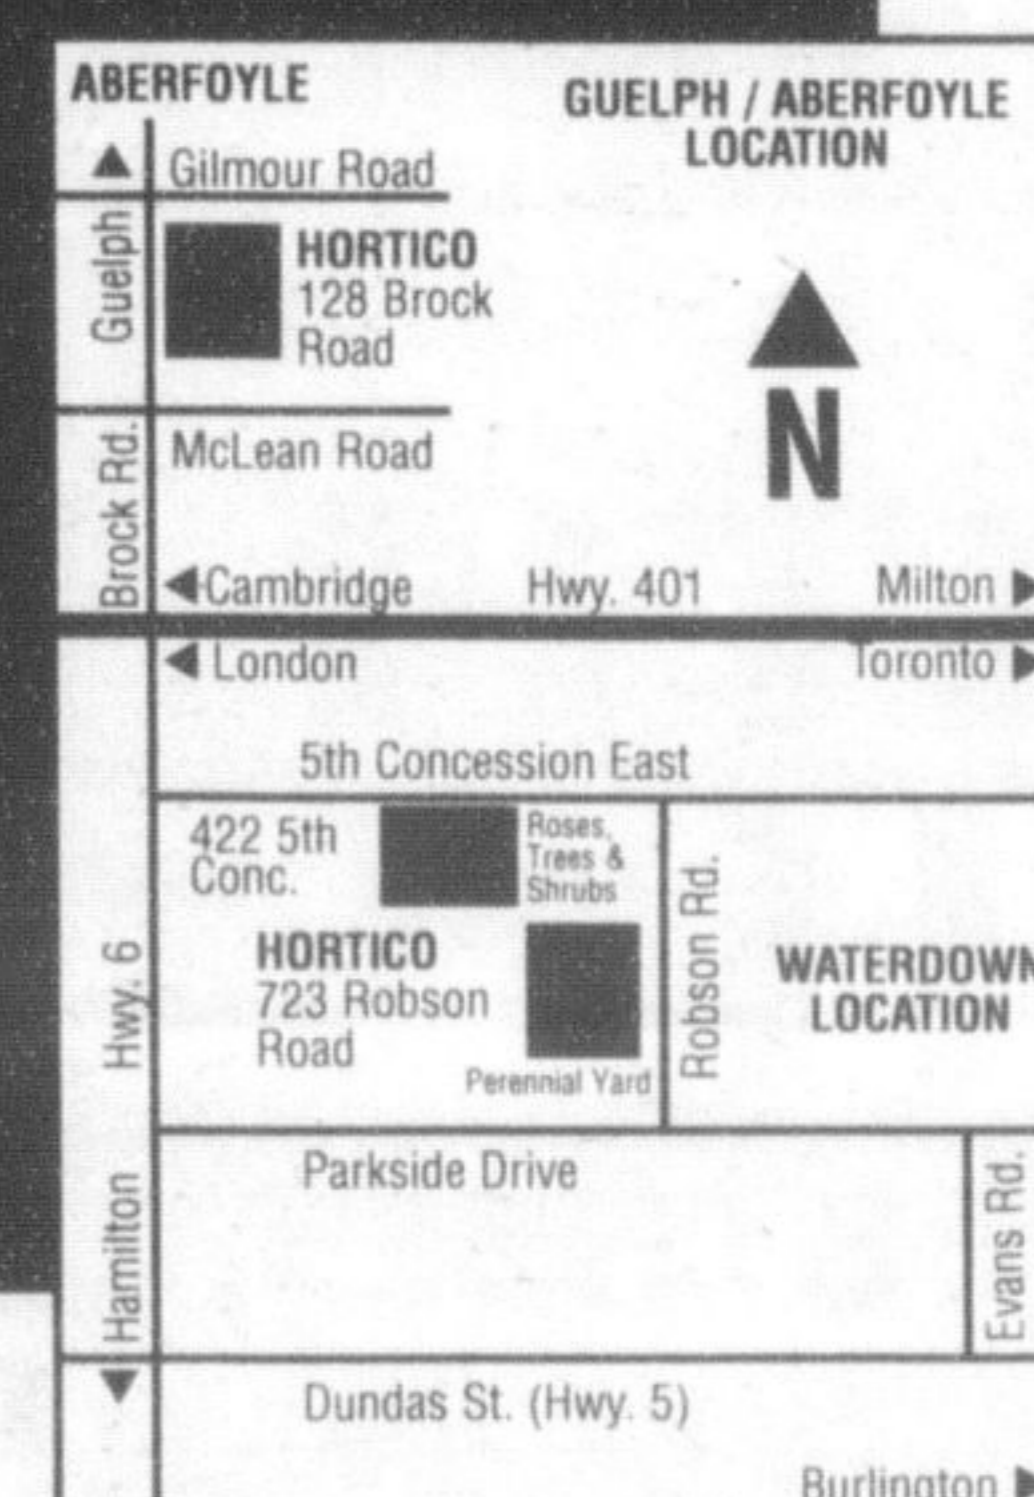 ABERFOYLE
GUELPH / ABERFOYLE
LOCATION
Gilmour Road
Guelph
HORTICO
128 Brock
Road
McLean Road
Brock Rd.
N
Cambridge
Hwy. 401
Milton
London
Toronto
5th Concession East
422 5th
Conc.
Roses,
Trees &
Shrubs
HORTICO
723 Robson
Road
Perennial Yard
Robson Rd.
WATERDOWN
LOCATION
Hwy. 6
Hamilton
Parkside Drive
Evans Rd.
Dundas St. (Hwy. 5)
Burlington